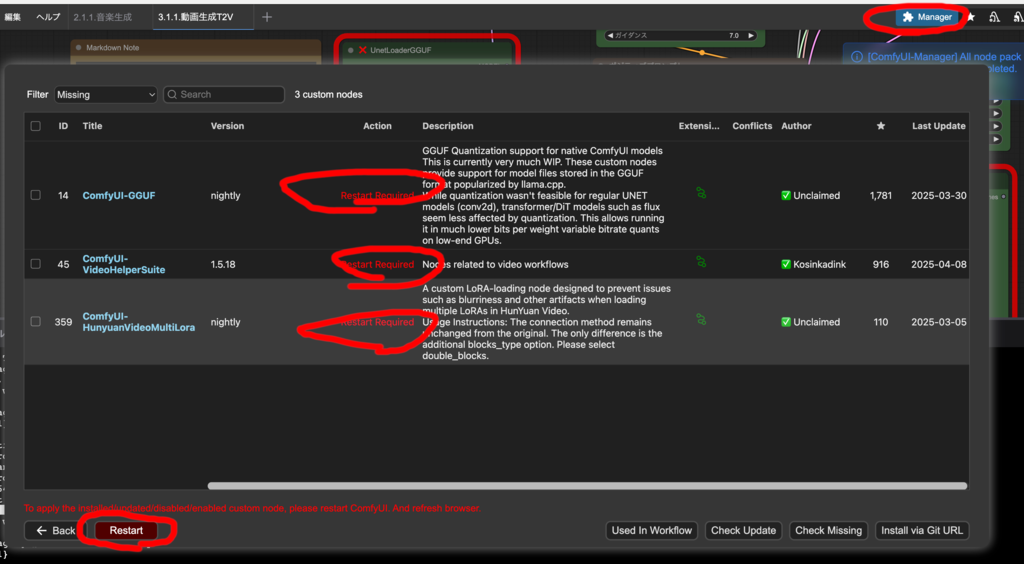 編集 ヘルプ 2.1.1.音楽生成 3.1.1.動画生成T2V
Manager
Markdown Note
UnetLoaderGGUF
ガイダンス 7.0
[ComfyUI-Manager] All node pack
Filter Missing Search 3 custom nodes
ID Title Version Action Description Extensi... Conflicts Author ★ Last Update
GGUF Quantization support for native ComfyUI models
This is currently very much WIP. These custom nodes
provide support for model files stored in the GGUF
format popularized by llama.cpp.
14 ComfyUI-GGUF nightly Restart Required While quantization wasn't feasible for regular UNET Unclaimed 1,781 2025-03-30
models (conv2d), transformer/DiT models such as flux
seem less affected by quantization. This allows running
it in much lower bits per weight variable bitrate quants
on low-end GPUs.
45 ComfyUI-
VideoHelperSuite 1.5.18 Restart Required Nodes related to video workflows Kosinkadink 916 2025-04-08
A custom LoRA-loading node designed to prevent issues
such as blurriness and other artifacts when loading
multiple LoRAs in HunYuan Video.
359 ComfyUI-
HunyuanVideoMultiLora nightly Restart Required Usage Instructions: The connection method remains Unclaimed 110 2025-03-05
unchanged from the original. The only difference is the
additional blocks_type option. Please select
double_blocks.
To apply the installed/updated/disabled/enabled custom node, please restart ComfyUI. And refresh browser.
Back Restart Used In Workflow Check Update Check Missing Install via Git URL